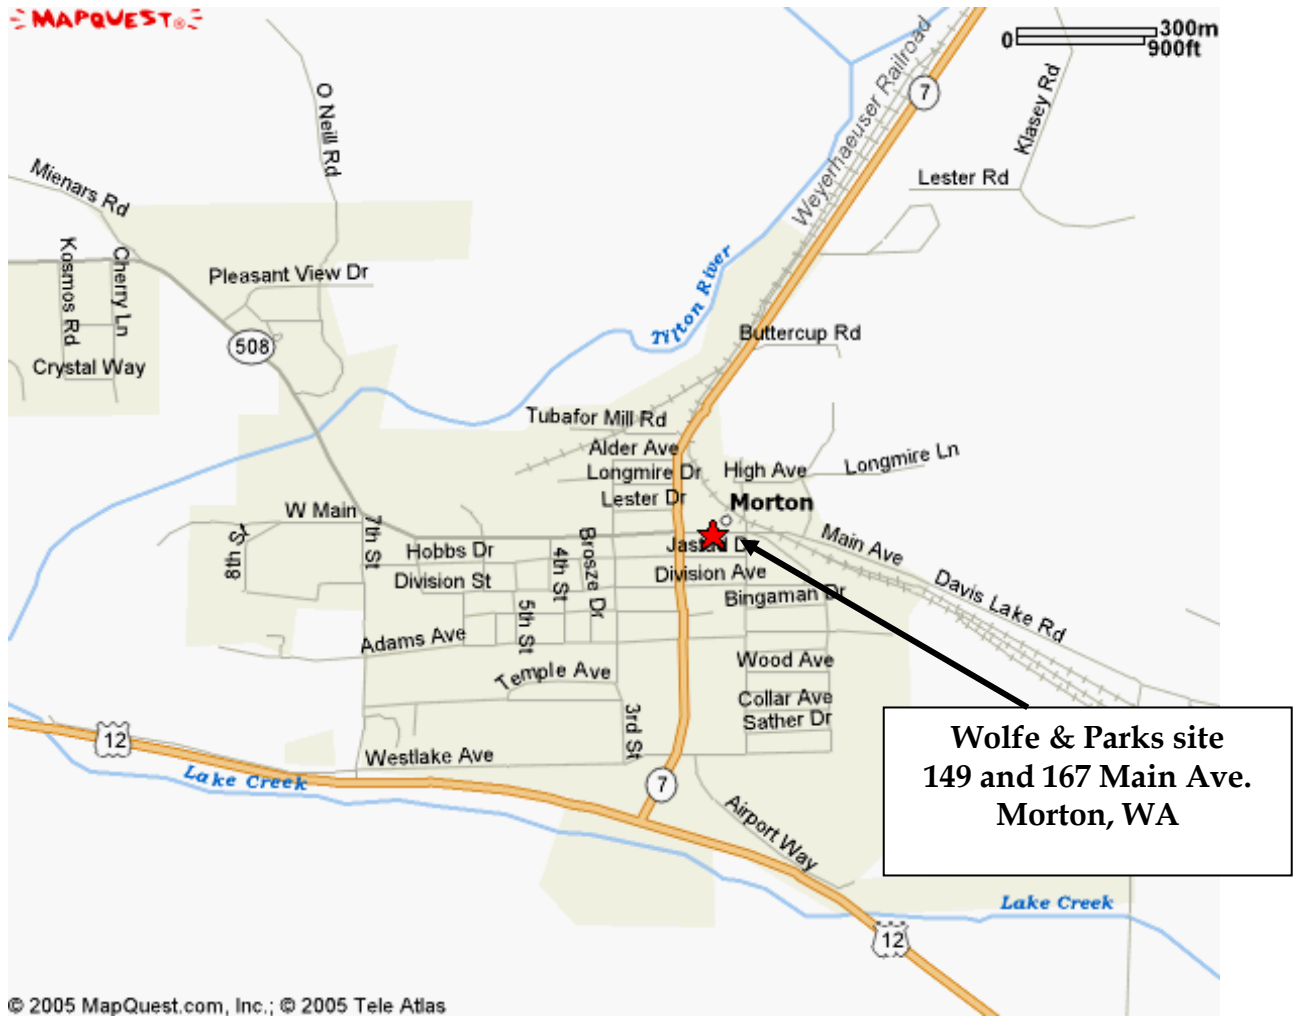 MAPQUEST®
0
300m
900ft
O Neill Rd
Weyerhaeuser Railroad
7
Klasey Rd
Lester Rd
Mienars Rd
Kosmos Rd
Cherry Ln
Pleasant View Dr
Tilton River
Buttercup Rd
508
Crystal Way
Tubafor Mill Rd
Alder Ave
Longmire Dr
High Ave
Longmire Ln
Lester Dr
Morton
W Main
8th St
7th St
Hobbs Dr
4th St
Brosze Dr
Main Ave
Division St
Division Ave
Davis Lake Rd
5th St
Bingaman Dr
Adams Ave
Wood Ave
Temple Ave
Collar Ave
Sather Dr
3rd St
12
Westlake Ave
Lake Creek
7
Airport Way
Wolfe & Parks site
149 and 167 Main Ave.
Morton, WA
Lake Creek
12
© 2005 MapQuest.com, Inc.; © 2005 Tele Atlas